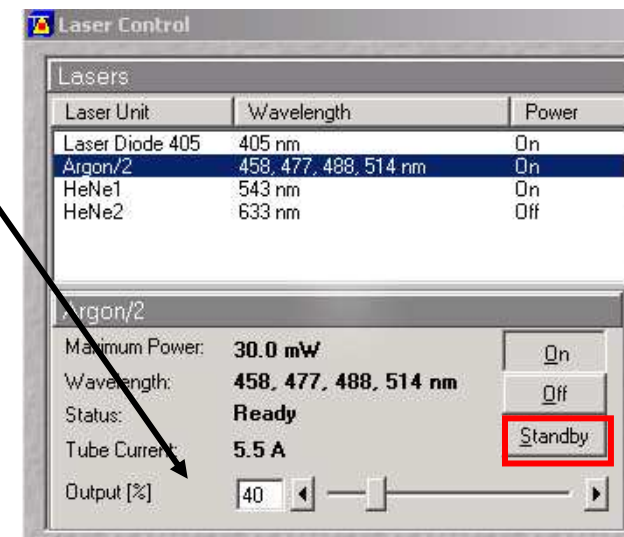 Laser Control
Lasers
Laser Unit Wavelength Power
Laser Diode 405 405 nm On
Argon/2 458, 477, 488, 514 nm On
HeNe1 543 nm On
HeNe2 633 nm Off
Argon/2
Maximum Power: 30.0 mW On
Wavelength: 458, 477, 488, 514 nm Off
Status: Ready
Standby
Tube Current: 5.5 A
Output [%] 40